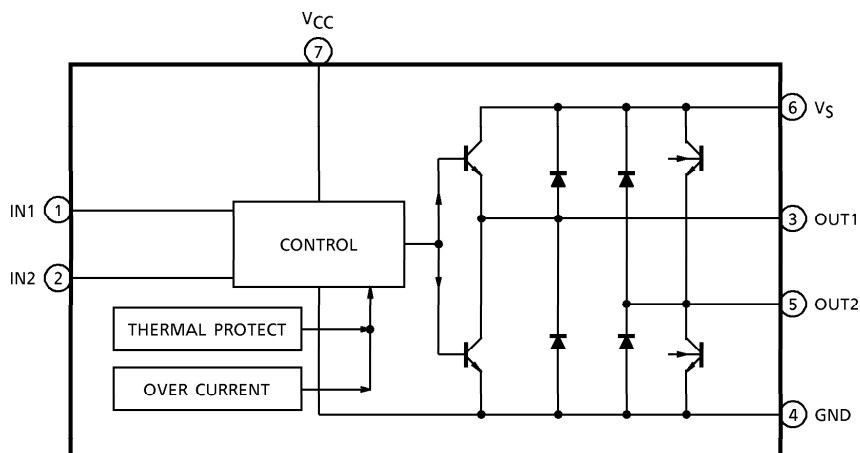 VCC
7
6 VS
IN1 1
CONTROL
3 OUT1
IN2 2
5 OUT2
THERMAL PROTECT
OVER CURRENT
4 GND